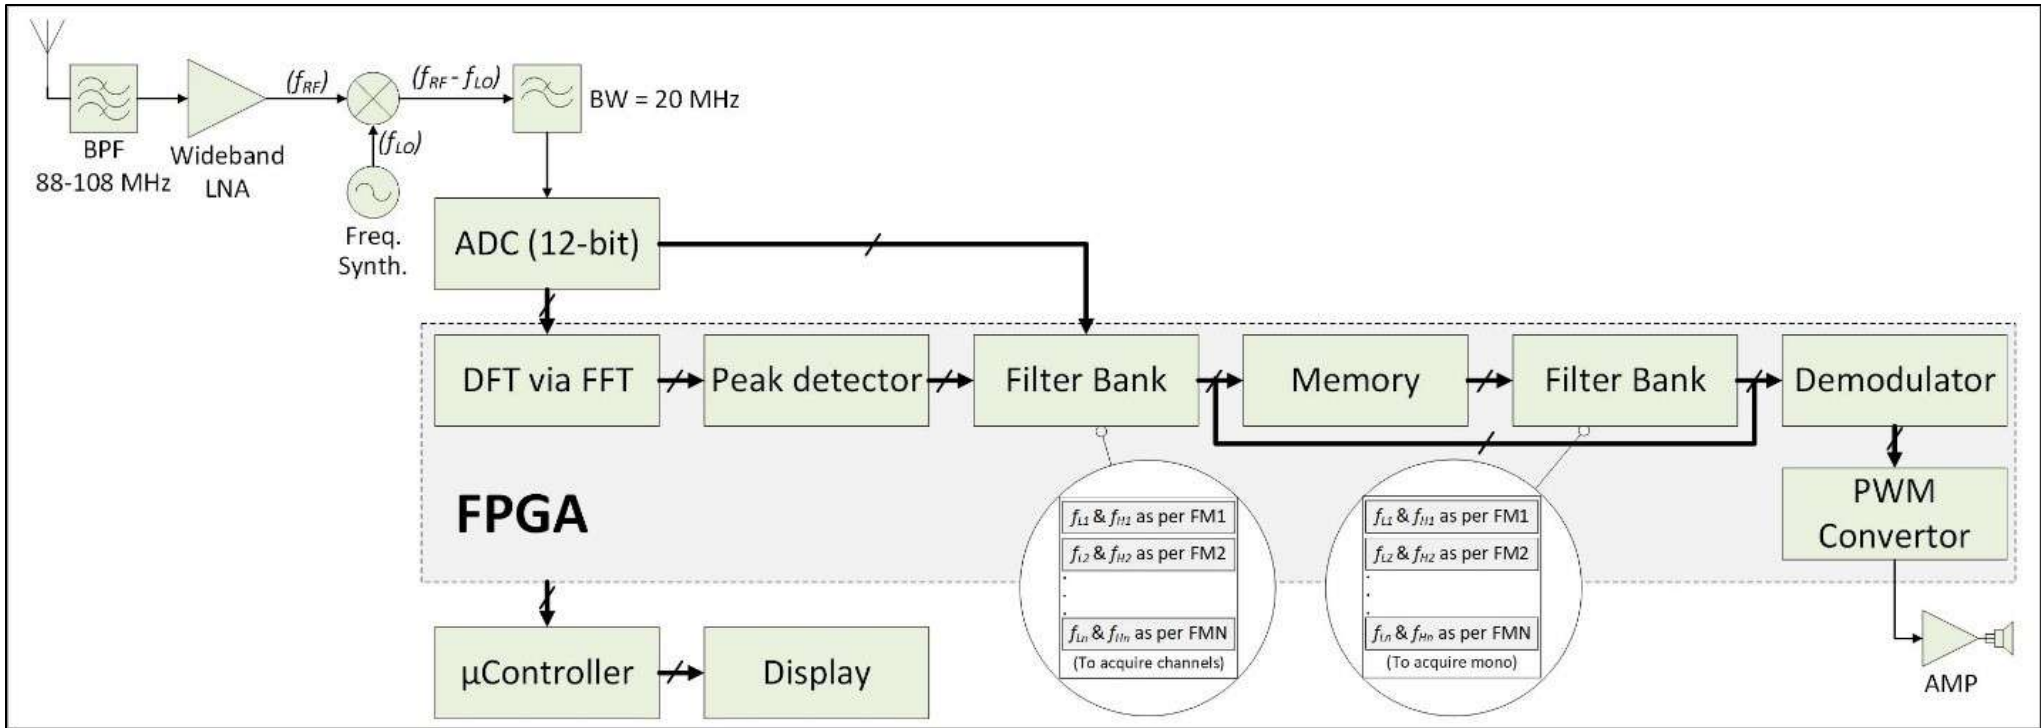 (fRF)
(fRF - fLO)
BW = 20 MHz
BPF
88-108 MHz
Wideband
LNA
(fLO)
Freq.
Synth.
ADC (12-bit)
DFT via FFT
Peak detector
Filter Bank
Memory
Filter Bank
Demodulator
FPGA
PWM
Convertor
fL1 & fH1 as per FM1
fL2 & fH2 as per FM2
.
.
.
fLn & fHn as per FMN
(To acquire channels)
fL1 & fH1 as per FM1
fL2 & fH2 as per FM2
.
.
.
fLn & fHn as per FMN
(To acquire mono)
µController
Display
AMP